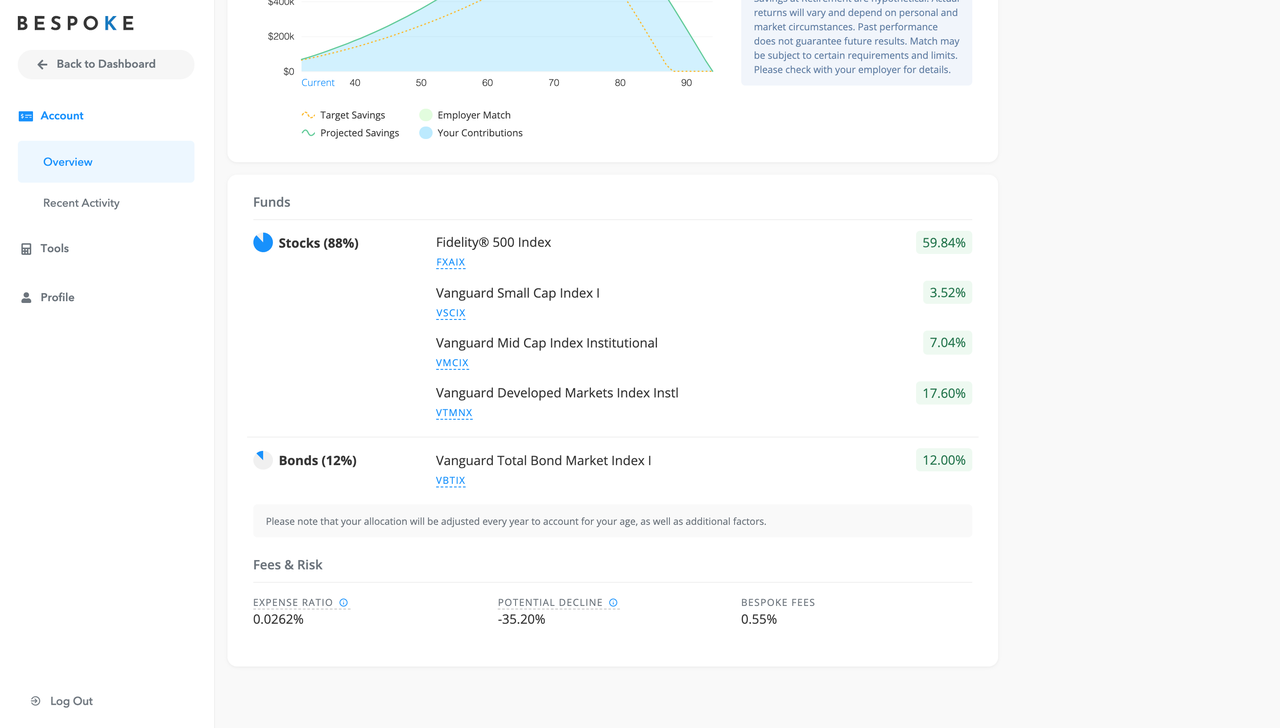 BESPOKE
Back to Dashboard
Account
Overview
Recent Activity
Tools
Profile
Log Out
$400k
$200k
$0
Current 40 50 60 70 80 90
Target Savings
Employer Match
Projected Savings
Your Contributions
savings at retirement are hypothetical. Actual
returns will vary and depend on personal and
market circumstances. Past performance
does not guarantee future results. Match may
be subject to certain requirements and limits.
Please check with your employer for details.
Funds
Stocks (88%)
Fidelity® 500 Index
59.84%
FXAIX
Vanguard Small Cap Index I
3.52%
VSCIX
Vanguard Mid Cap Index Institutional
7.04%
VMCIX
Vanguard Developed Markets Index Instl
17.60%
VTMNX
Bonds (12%)
Vanguard Total Bond Market Index I
12.00%
VBTIX
Please note that your allocation will be adjusted every year to account for your age, as well as additional factors.
Fees & Risk
EXPENSE RATIO
0.0262%
POTENTIAL DECLINE
-35.20%
BESPOKE FEES
0.55%